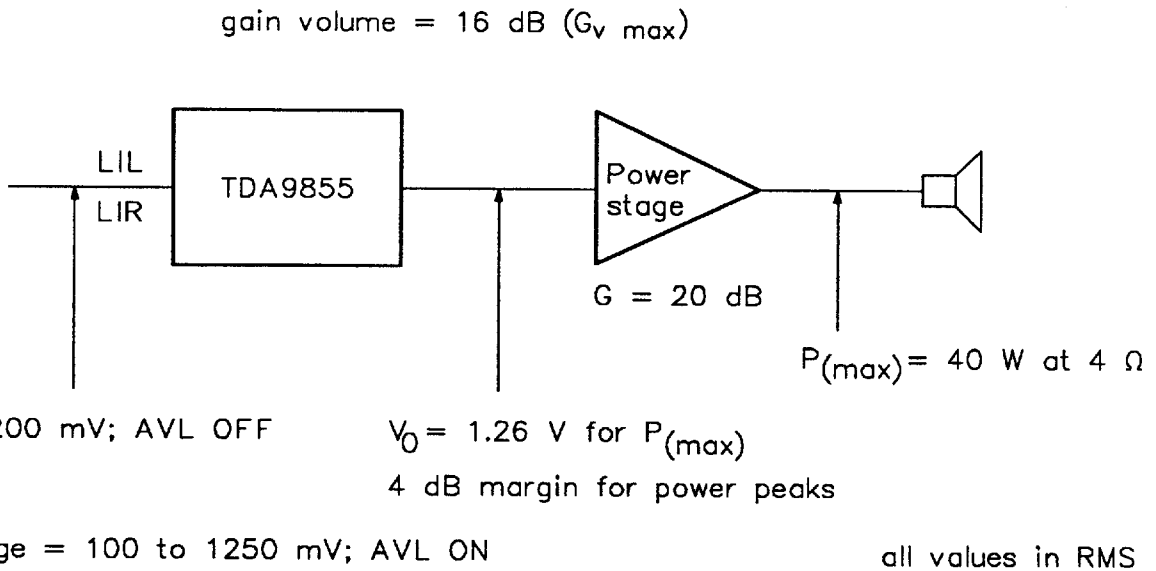 gain volume = 16 dB (Gv max)
LIL
LIR
TDA9855
Power
stage
G = 20 dB
P(max)= 40 W at 4 Ω
200 mV; AVL OFF
VO = 1.26 V for P(max)
4 dB margin for power peaks
ge = 100 to 1250 mV; AVL ON
all values in RMS